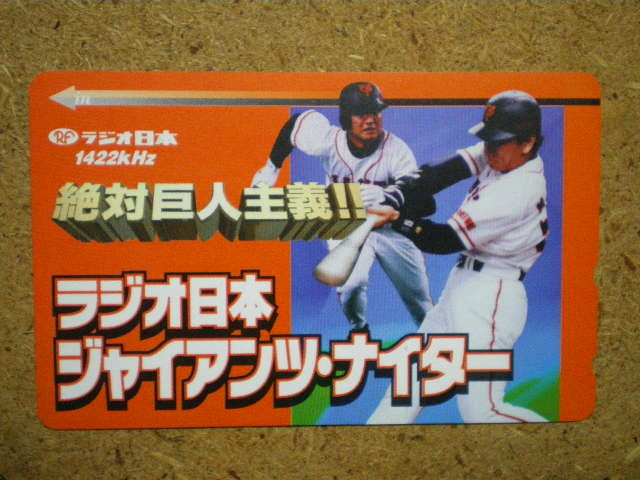 RF ラジオ日本
1422kHz
絶対巨人主義!!
ラジオ日本
ジャイアンツ・ナイター